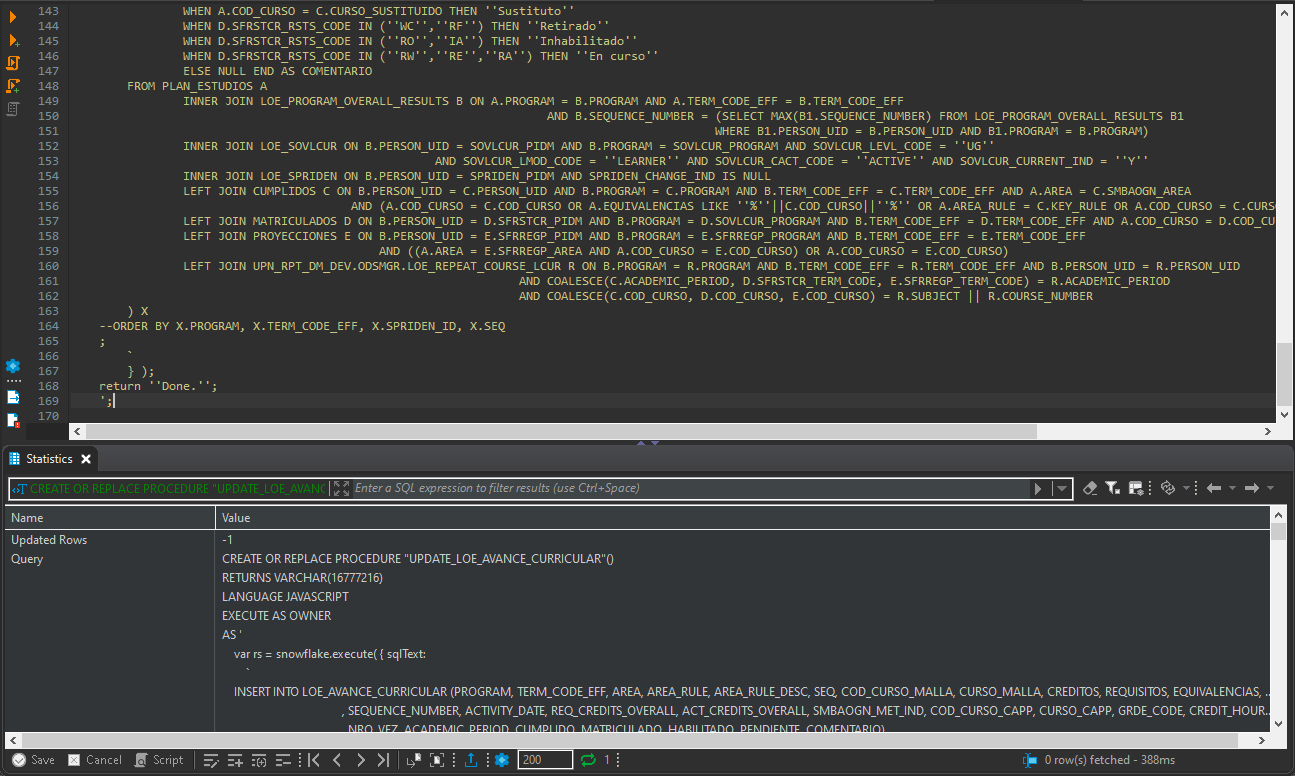 143 WHEN A.COD_CURSO = C.CURSO_SUSTITUIDO THEN ''Sustituto''
144 WHEN D.SFRSTCR_RSTS_CODE IN (''WC'',''RF'') THEN ''Retirado''
145 WHEN D.SFRSTCR_RSTS_CODE IN (''RO'',''IA'') THEN ''Inhabilitado''
146 WHEN D.SFRSTCR_RSTS_CODE IN (''RW'',''RE'',''RA'') THEN ''En curso''
147 ELSE NULL END AS COMENTARIO
148 FROM PLAN_ESTUDIOS A
149 INNER JOIN LOE_PROGRAM_OVERALL_RESULTS B ON A.PROGRAM = B.PROGRAM AND A.TERM_CODE_EFF = B.TERM_CODE_EFF
150 AND B.SEQUENCE_NUMBER = (SELECT MAX(B1.SEQUENCE_NUMBER) FROM LOE_PROGRAM_OVERALL_RESULTS B1
151 WHERE B1.PERSON_UID = B.PERSON_UID AND B1.PROGRAM = B.PROGRAM)
152 INNER JOIN LOE_SOVLCUR ON B.PERSON_UID = SOVLCUR_PIDM AND B.PROGRAM = SOVLCUR_PROGRAM AND SOVLCUR_LEVL_CODE = ''UG''
153 AND SOVLCUR_LMOD_CODE = ''LEARNER'' AND SOVLCUR_CACT_CODE = ''ACTIVE'' AND SOVLCUR_CURRENT_IND = ''Y''
154 INNER JOIN LOE_SPRIDEN ON B.PERSON_UID = SPRIDEN_PIDM AND SPRIDEN_CHANGE_IND IS NULL
155 LEFT JOIN CUMPLIDOS C ON B.PERSON_UID = C.PERSON_UID AND B.PROGRAM = C.PROGRAM AND B.TERM_CODE_EFF = C.TERM_CODE_EFF AND A.AREA = C.SMBAOGN_AREA
156 AND (A.COD_CURSO = C.COD_CURSO OR A.EQUIVALENCIAS LIKE ''%''||C.COD_CURSO||''%'' OR A.AREA_RULE = C.KEY_RULE OR A.COD_CURSO = C.CURS
157 LEFT JOIN MATRICULADOS D ON B.PERSON_UID = D.SFRSTCR_PIDM AND B.PROGRAM = D.SOVLCUR_PROGRAM AND B.TERM_CODE_EFF = D.TERM_CODE_EFF AND A.COD_CURSO = D.COD_CU
158 LEFT JOIN PROYECCIONES E ON B.PERSON_UID = E.SFRREGP_PIDM AND B.PROGRAM = E.SFRREGP_PROGRAM AND B.TERM_CODE_EFF = E.TERM_CODE_EFF
159 AND ((A.AREA = E.SFRREGP_AREA AND A.COD_CURSO = E.COD_CURSO) OR A.COD_CURSO = E.COD_CURSO)
160 LEFT JOIN UPN_RPT_DM_DEV.ODSMGR.LOE_REPEAT_COURSE_LCUR R ON B.PROGRAM = R.PROGRAM AND B.TERM_CODE_EFF = R.TERM_CODE_EFF AND B.PERSON_UID = R.PERSON_UID
161 AND COALESCE(C.ACADEMIC_PERIOD, D.SFRSTCR_TERM_CODE, E.SFRREGP_TERM_CODE) = R.ACADEMIC_PERIOD
162 AND COALESCE(C.COD_CURSO, D.COD_CURSO, E.COD_CURSO) = R.SUBJECT || R.COURSE_NUMBER
163 ) X
164 --ORDER BY X.PROGRAM, X.TERM_CODE_EFF, X.SPRIDEN_ID, X.SEQ
165 ;
166 `
167 } );
168 return ''Done.'';
169 ';
170
Statistics
CREATE OR REPLACE PROCEDURE "UPDATE_LOE_AVANC Enter a SQL expression to filter results (use Ctrl+Space)
Name Value
Updated Rows -1
Query CREATE OR REPLACE PROCEDURE "UPDATE_LOE_AVANCE_CURRICULAR"()
RETURNS VARCHAR(16777216)
LANGUAGE JAVASCRIPT
EXECUTE AS OWNER
AS '
var rs = snowflake.execute( { sqlText:
`
INSERT INTO LOE_AVANCE_CURRICULAR (PROGRAM, TERM_CODE_EFF, AREA, AREA_RULE, AREA_RULE_DESC, SEQ, COD_CURSO_MALLA, CURSO_MALLA, CREDITOS, REQUISITOS, EQUIVALENCIAS, ...
, SEQUENCE_NUMBER, ACTIVITY_DATE, REQ_CREDITS_OVERALL, ACT_CREDITS_OVERALL, SMBAOGN_MET_IND, COD_CURSO_CAPP, CURSO_CAPP, GRDE_CODE, CREDIT_HOUR...
, NRO_VEZ, ACADEMIC_PERIOD, CUMPLIDO, MATRICULADO, HABILITADO, PENDIENTE, COMENTARIO)
Save Cancel Script 200 1 0 row(s) fetched - 388ms